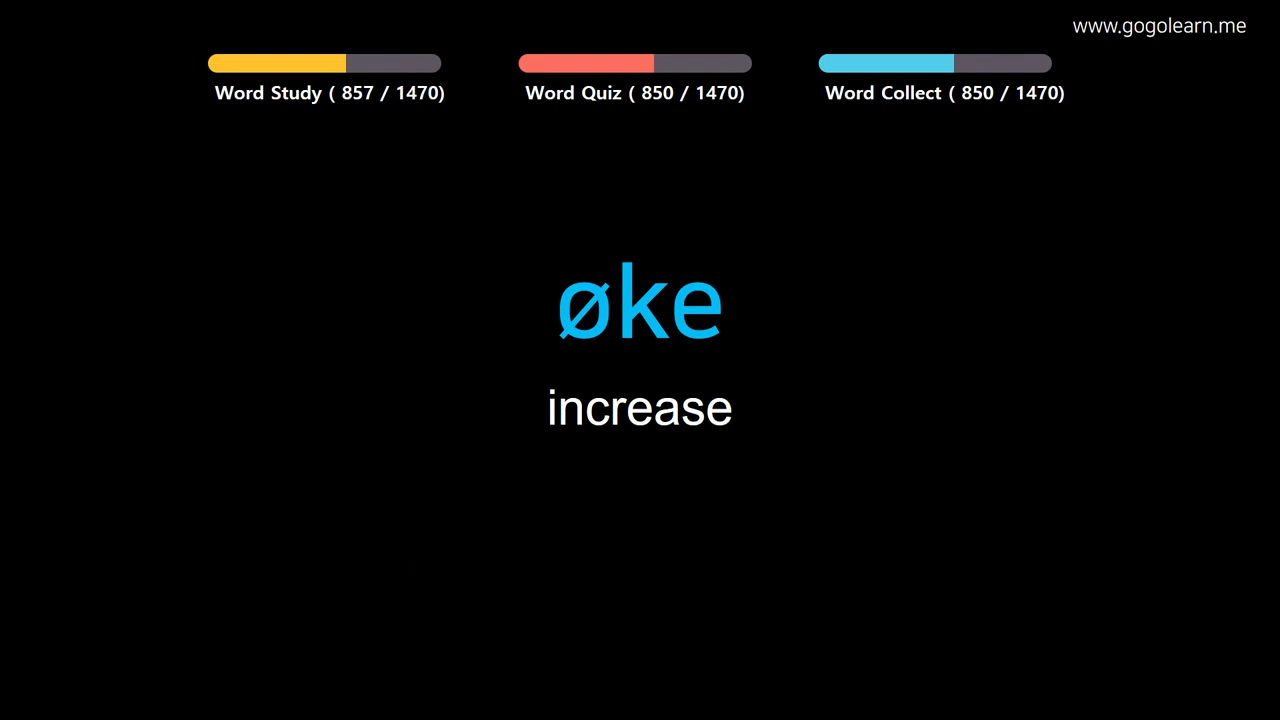 www.gogolearn.me
Word Study ( 857 / 1470)
Word Quiz ( 850 / 1470)
Word Collect ( 850 / 1470)
øke
increase